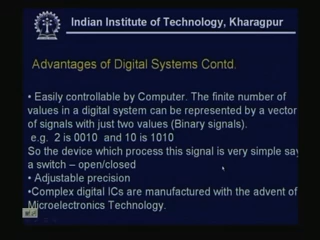 Indian Institute of Technology, Kharagpur
Advantages of Digital Systems Contd.
• Easily controllable by Computer. The finite number of
values in a digital system can be represented by a vector
of signals with just two values (Binary signals).
e.g. 2 is 0010 and 10 is 1010
So the device which process this signal is very simple say
a switch – open/closed
• Adjustable precision
•Complex digital ICs are manufactured with the advent of
Microelectronics Technology.